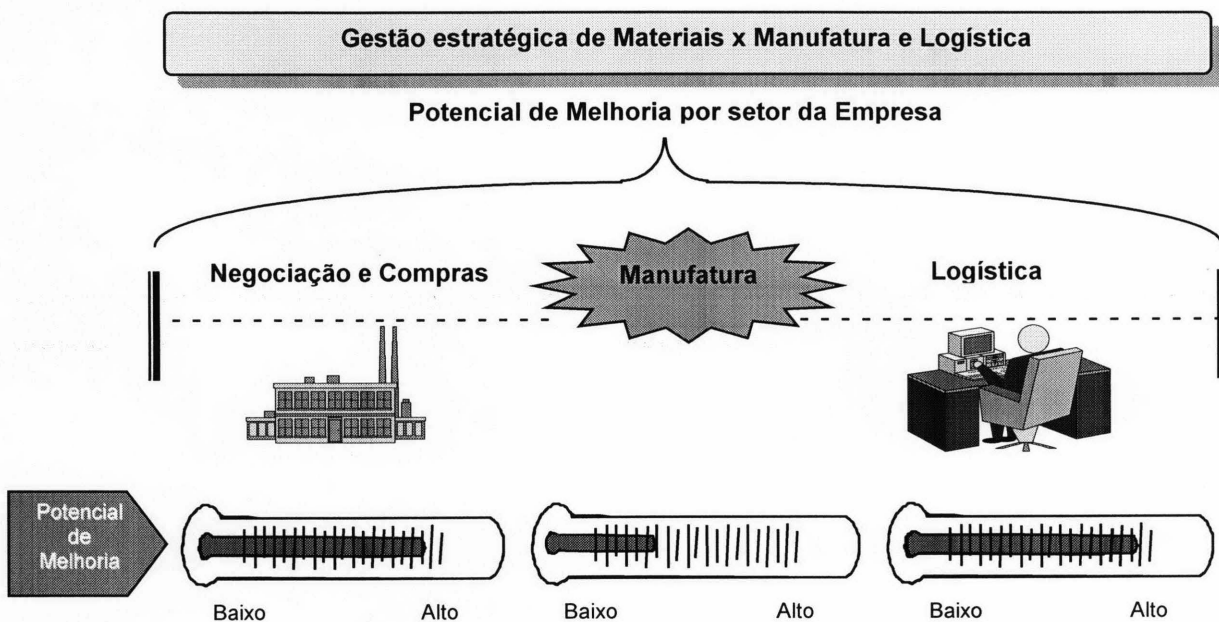 Gestão estratégica de Materiais x Manufatura e Logística
Potencial de Melhoria por setor da Empresa
Negociação e Compras
Manufatura
Logística
Potencial
de
Melhoria
Baixo Alto
Baixo Alto
Baixo Alto